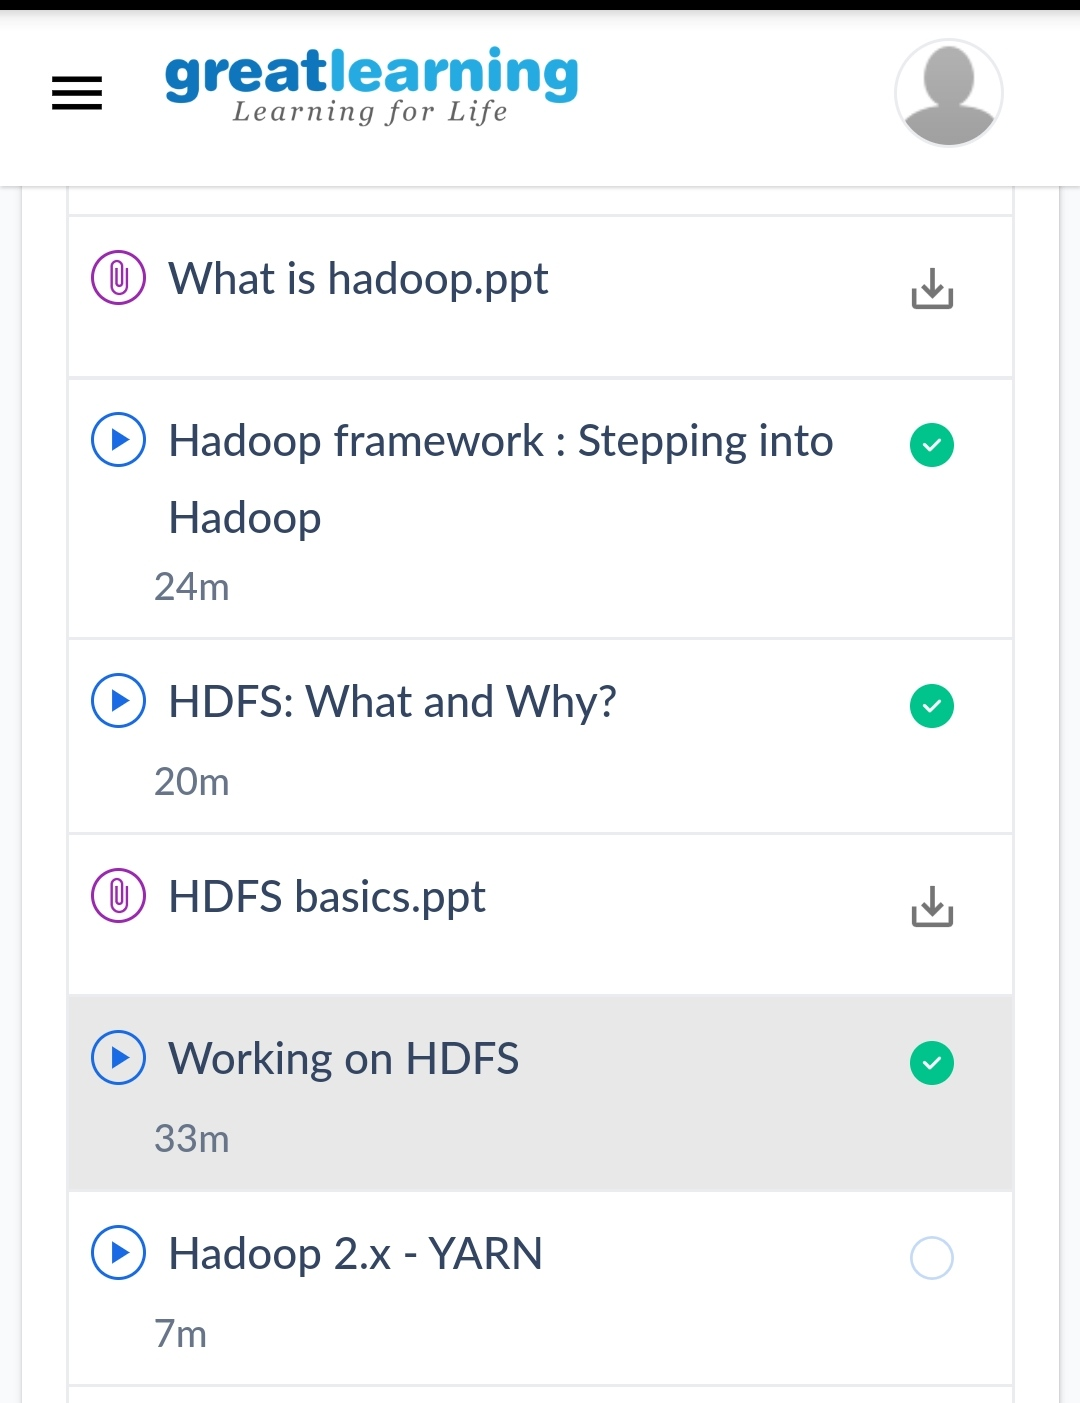 greatlearning
Learning for Life
What is hadoop.ppt
Hadoop framework : Stepping into
Hadoop
24m
HDFS: What and Why?
20m
HDFS basics.ppt
Working on HDFS
33m
Hadoop 2.x - YARN
7m